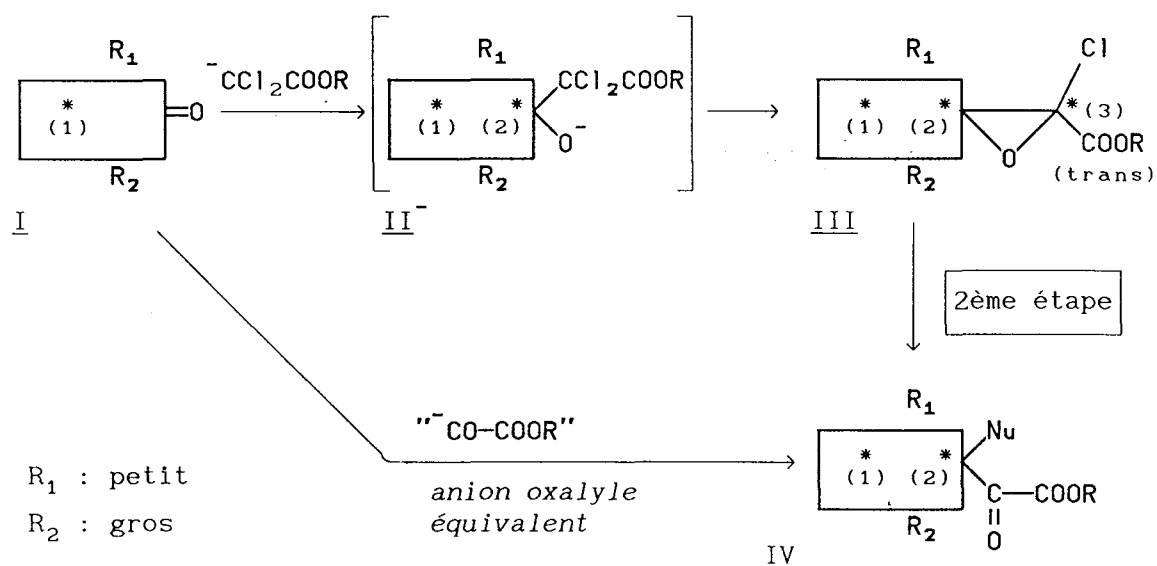 R₁ R₁ R₁ Cl
⁻CCl₂COOR CCl₂COOR
* * * * * *(3)
(1) =O (1) (2) O⁻ (1) (2) O COOR
R₂ R₂ R₂ (trans)
I II⁻ III
2ème étape
"⁻CO–COOR" R₁ Nu
* *
R₁ : petit anion oxalyle (1) (2) C–COOR
R₂ : gros équivalent R₂ O
IV